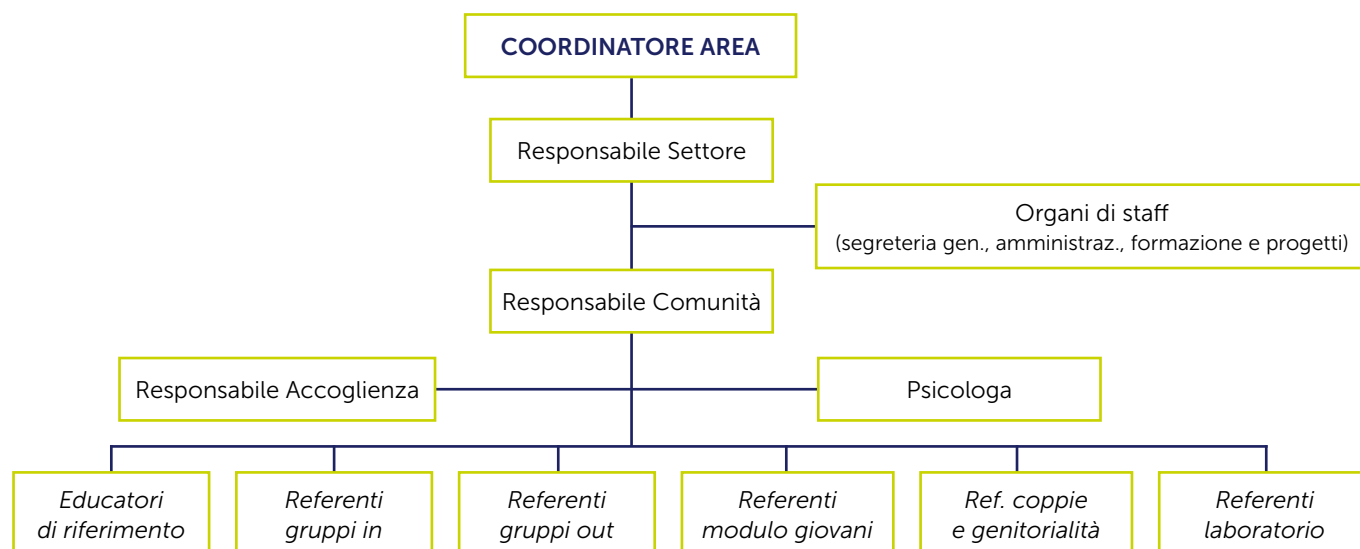 COORDINATORE AREA
Responsabile Settore
Organi di staff
(segreteria gen., amministraz., formazione e progetti)
Responsabile Comunità
Responsabile Accoglienza
Psicologa
Educatori
di riferimento
Referenti
gruppi in
Referenti
gruppi out
Referenti
modulo giovani
Ref. coppie
e genitorialità
Referenti
laboratorio